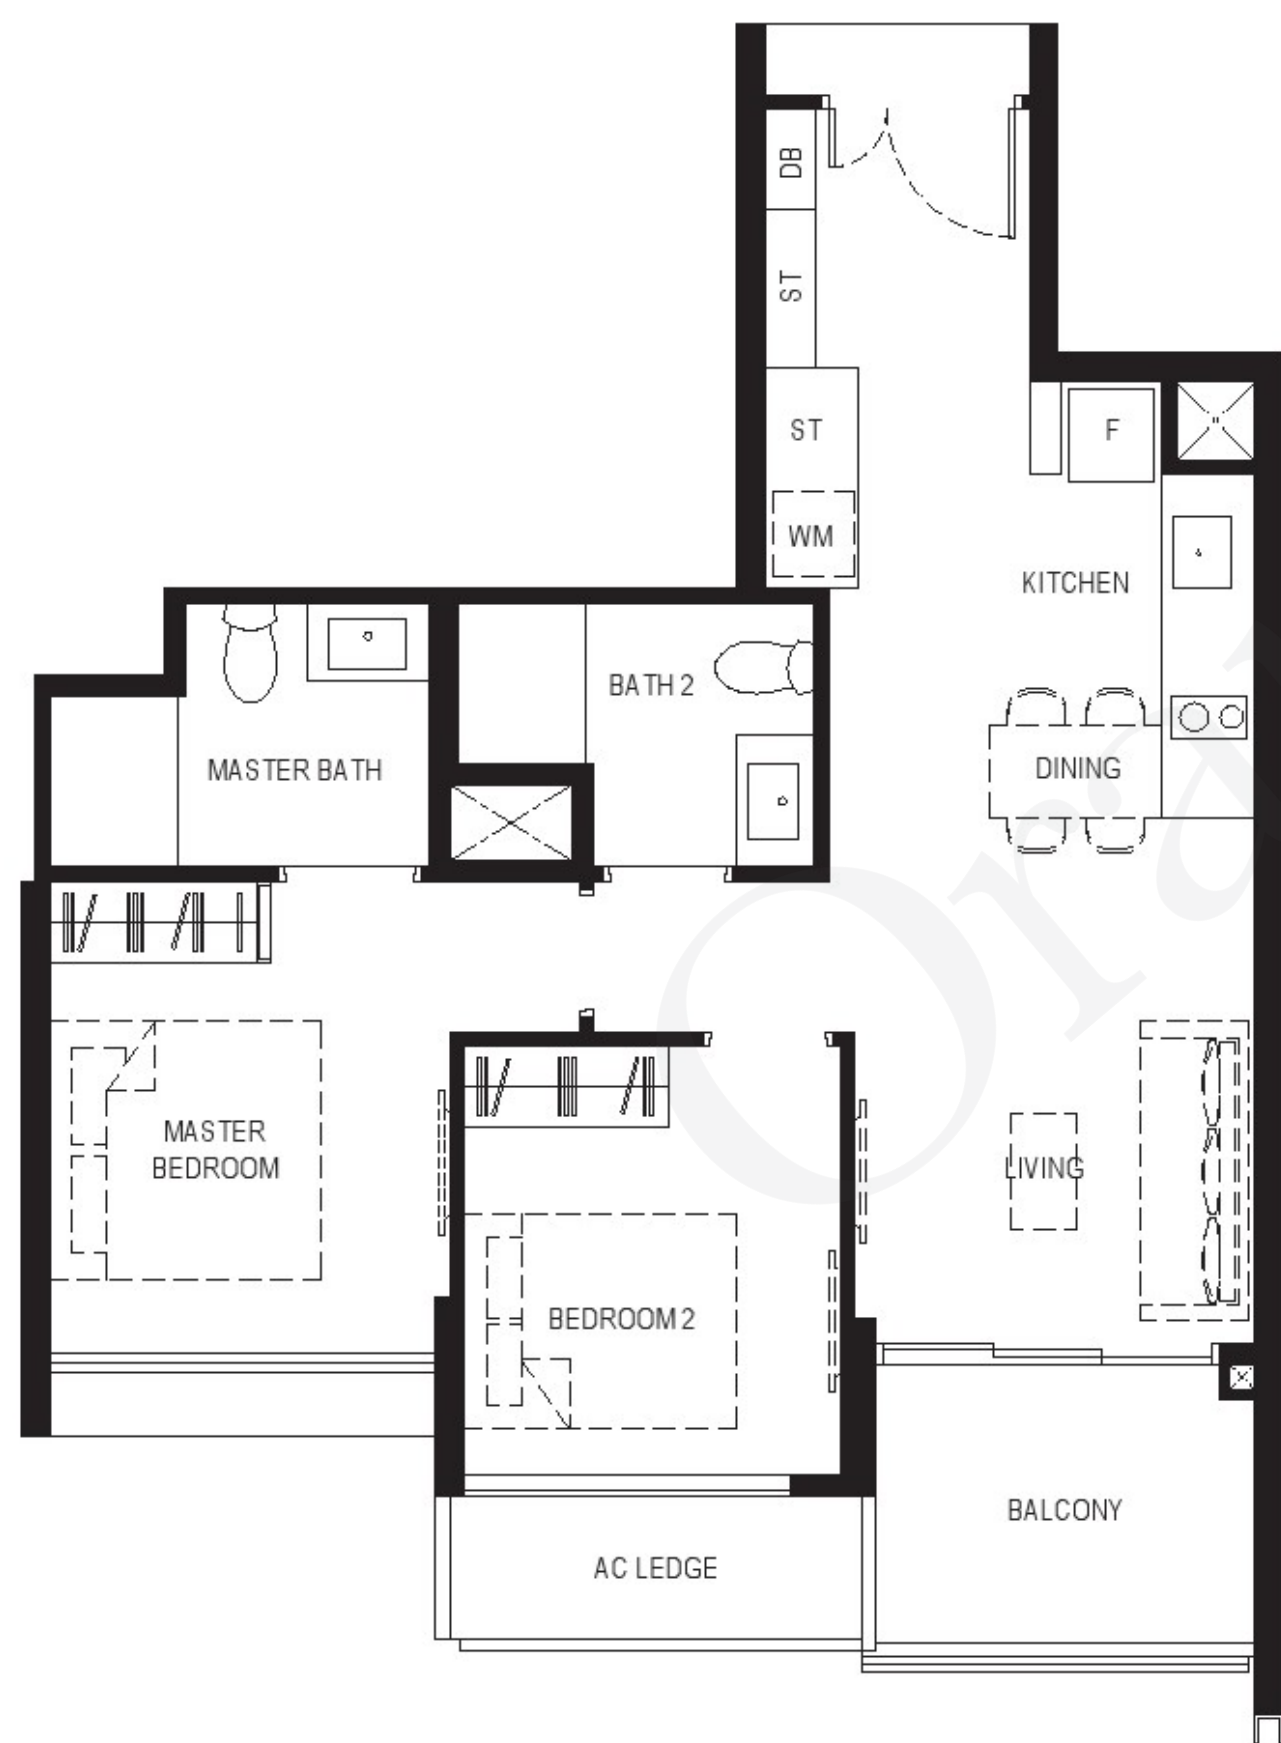 DB
ST
ST
F
WM
KITCHEN
BATH 2
MASTER BATH
DINING
MASTER
BEDROOM
LIVING
BEDROOM 2
BALCONY
AC LEDGE